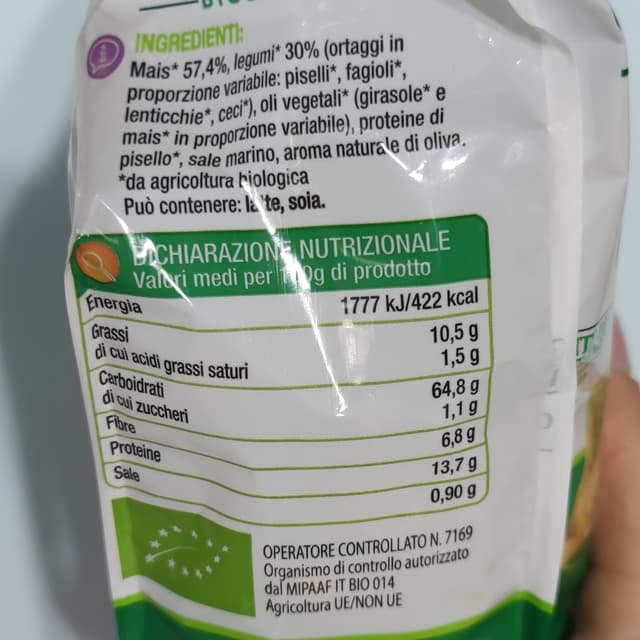 INGREDIENTI:
Mais* 57,4%, legumi* 30% (ortaggi in
proporzione variabile: piselli*, fagioli*,
lenticchie*, ceci*), oli vegetali* (girasole* e
mais* in proporzione variabile), proteine di
pisello*, sale marino, aroma naturale di oliva.
*da agricoltura biologica
Può contenere: latte, soia.
DICHIARAZIONE NUTRIZIONALE
Valori medi per 100g di prodotto
Energia 1777 kJ/422 kcal
Grassi 10,5 g
di cui acidi grassi saturi 1,5 g
Carboidrati 64,8 g
di cui zuccheri 1,1 g
Fibre 6,8 g
Proteine 13,7 g
Sale 0,90 g
OPERATORE CONTROLLATO N. 7169
Organismo di controllo autorizzato
dal MIPAAF IT BIO 014
Agricoltura UE/NON UE